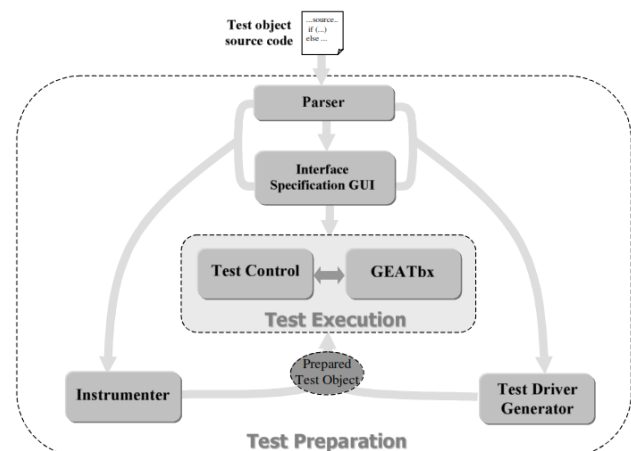 Test object
source code
...source..
if (...)
else ...
Parser
Interface
Specification GUI
Test Control
GEATbx
Test Execution
Prepared
Test Object
Instrumenter
Test Driver
Generator
Test Preparation